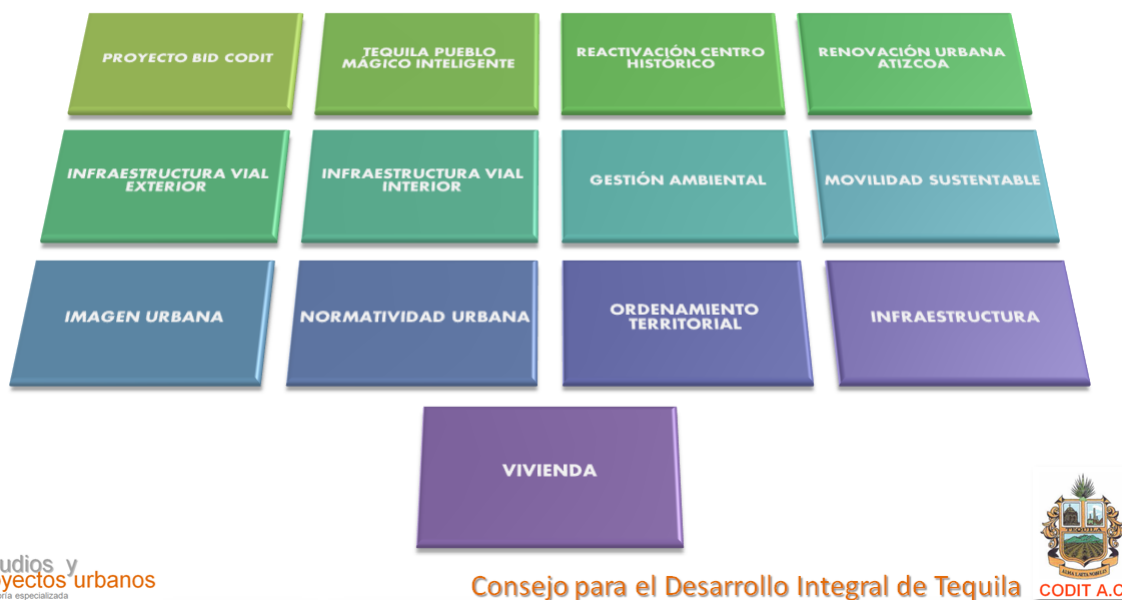 PROYECTO BID CODIT
TEQUILA PUEBLO
MÁGICO INTELIGENTE
REACTIVACIÓN CENTRO
HISTÓRICO
RENOVACIÓN URBANA
ATIZCOA
INFRAESTRUCTURA VIAL
EXTERIOR
INFRAESTRUCTURA VIAL
INTERIOR
GESTIÓN AMBIENTAL
MOVILIDAD SUSTENTABLE
IMAGEN URBANA
NORMATIVIDAD URBANA
ORDENAMIENTO
TERRITORIAL
INFRAESTRUCTURA
VIVIENDA
udios y
yectos urbanos
ría especializada
Consejo para el Desarrollo Integral de Tequila
TEQUILA
CODIT A.C